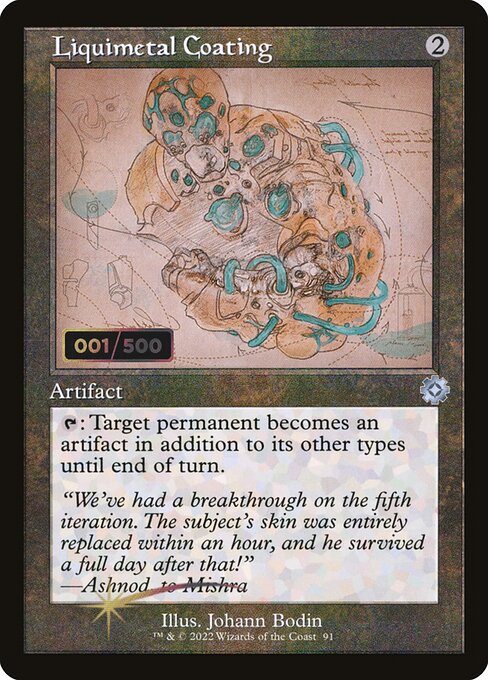 Liquimetal Coating 2
001/500
Artifact
: Target permanent becomes an
artifact in addition to its other types
until end of turn.
“We’ve had a breakthrough on the fifth
iteration. The subject’s skin was entirely
replaced within an hour, and he survived
a full day after that!”
—Ashnod, to Mishra
Illus. Johann Bodin
™ & © 2022 Wizards of the Coast 91